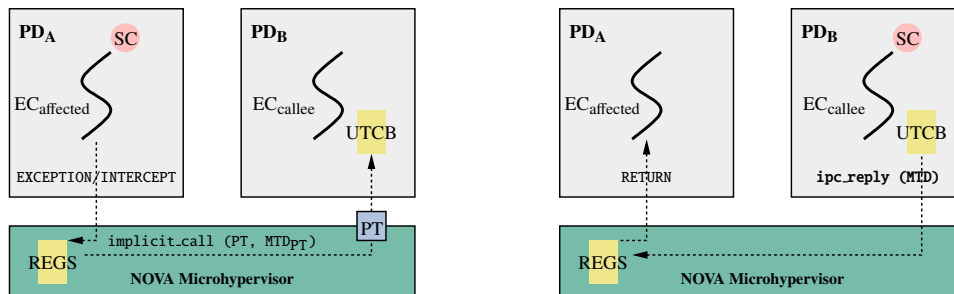 PDA
SC
PDB
ECaffected
ECcallee
UTCB
EXCEPTION/INTERCEPT
PT
implicit_call (PT, MTDPT)
REGS
NOVA Microhypervisor
PDA
PDB
SC
ECaffected
ECcallee
UTCB
RETURN
ipc_reply (MTD)
REGS
NOVA Microhypervisor